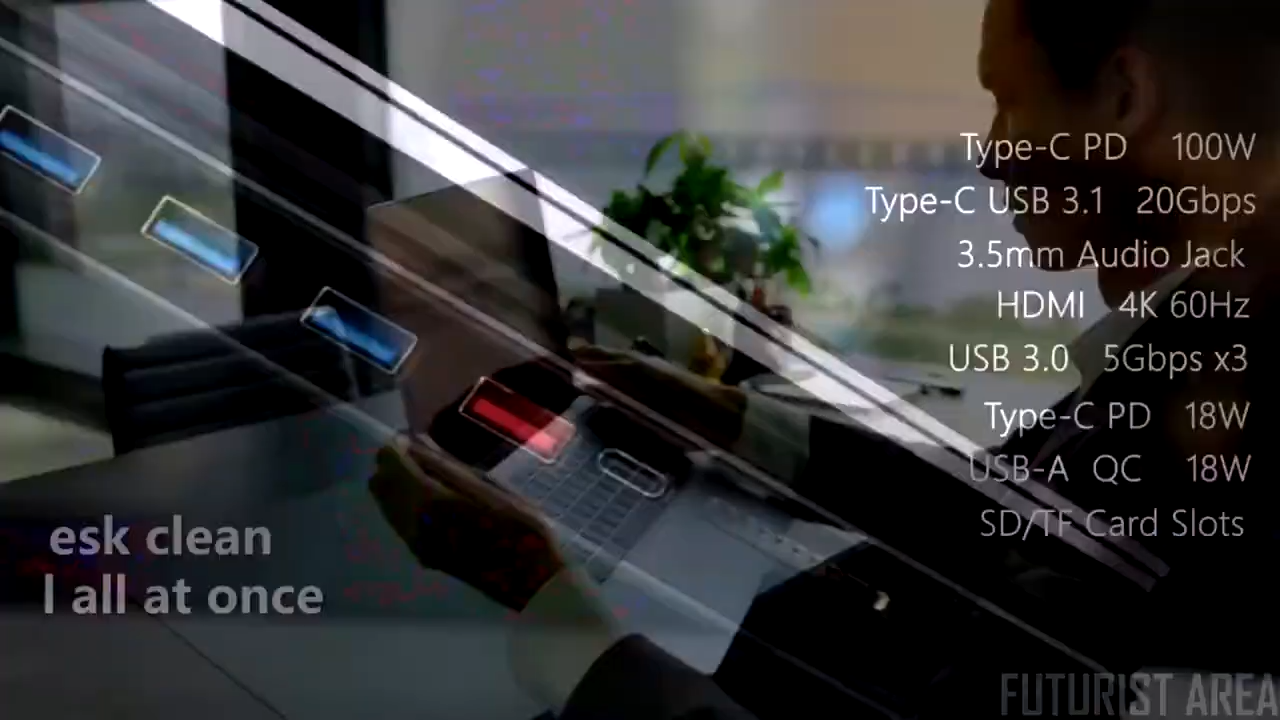 Type-C PD 100W
Type-C USB 3.1 20Gbps
3.5mm Audio Jack
HDMI 4K 60Hz
USB 3.0 5Gbps x3
Type-C PD 18W
USB-A QC 18W
SD/TF Card Slots
esk clean
l all at once
FUTURIST AREA